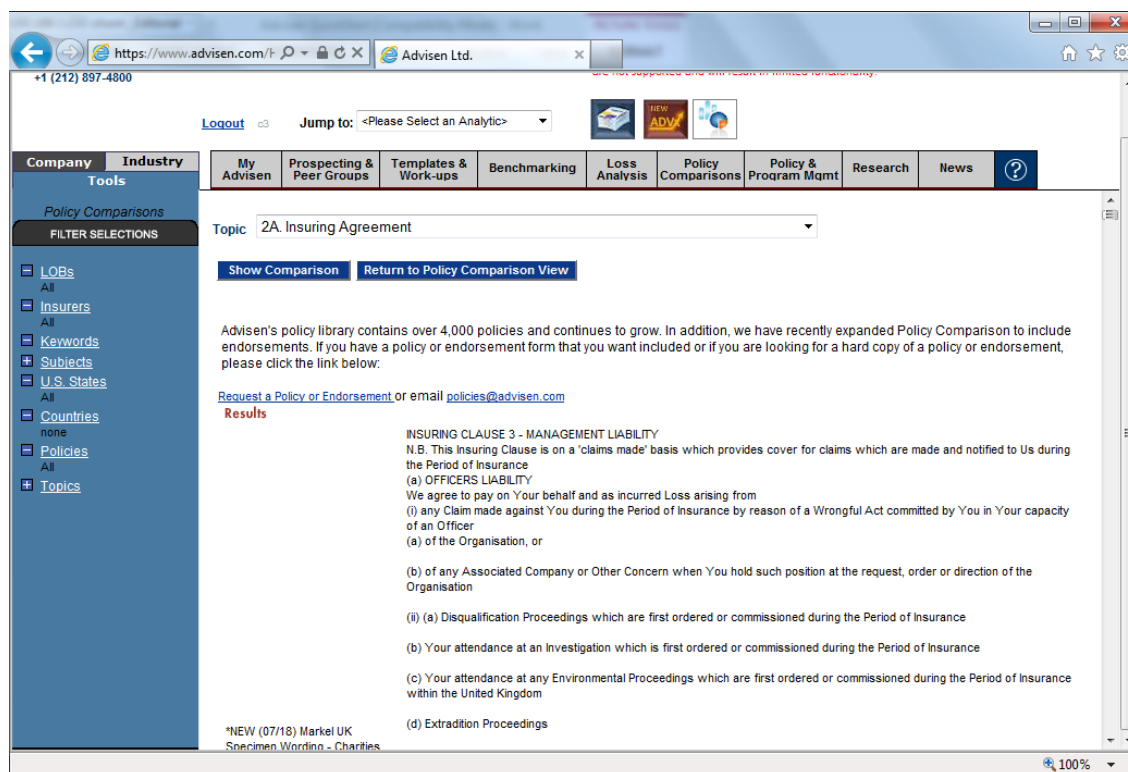 https://www.advisen.com/
Advisen Ltd.
+1 (212) 897-4800
are not supported and will result in limited functionality.
Logout c3 Jump to: <Please Select an Analytic>
NEW
ADVx
Company Industry
Tools
My Advisen
Prospecting & Peer Groups
Templates & Work-ups
Benchmarking
Loss Analysis
Policy Comparisons
Policy & Program Mgmt
Research
News
?
Policy Comparisons
FILTER SELECTIONS
LOBs
All
Insurers
All
Keywords
Subjects
U.S. States
All
Countries
none
Policies
All
Topics
Topic 2A. Insuring Agreement
Show Comparison Return to Policy Comparison View
Advisen's policy library contains over 4,000 policies and continues to grow. In addition, we have recently expanded Policy Comparison to include
endorsements. If you have a policy or endorsement form that you want included or if you are looking for a hard copy of a policy or endorsement,
please click the link below:
Request a Policy or Endorsement or email policies@advisen.com
Results
INSURING CLAUSE 3 - MANAGEMENT LIABILITY
N.B. This Insuring Clause is on a 'claims made' basis which provides cover for claims which are made and notified to Us during
the Period of Insurance
(a) OFFICERS LIABILITY
We agree to pay on Your behalf and as incurred Loss arising from
(i) any Claim made against You during the Period of Insurance by reason of a Wrongful Act committed by You in Your capacity
of an Officer
(a) of the Organisation, or
(b) of any Associated Company or Other Concern when You hold such position at the request, order or direction of the
Organisation
(ii) (a) Disqualification Proceedings which are first ordered or commissioned during the Period of Insurance
(b) Your attendance at an Investigation which is first ordered or commissioned during the Period of Insurance
(c) Your attendance at any Environmental Proceedings which are first ordered or commissioned during the Period of Insurance
within the United Kingdom
(d) Extradition Proceedings
*NEW (07/18) Markel UK
Specimen Wording - Charities
100%